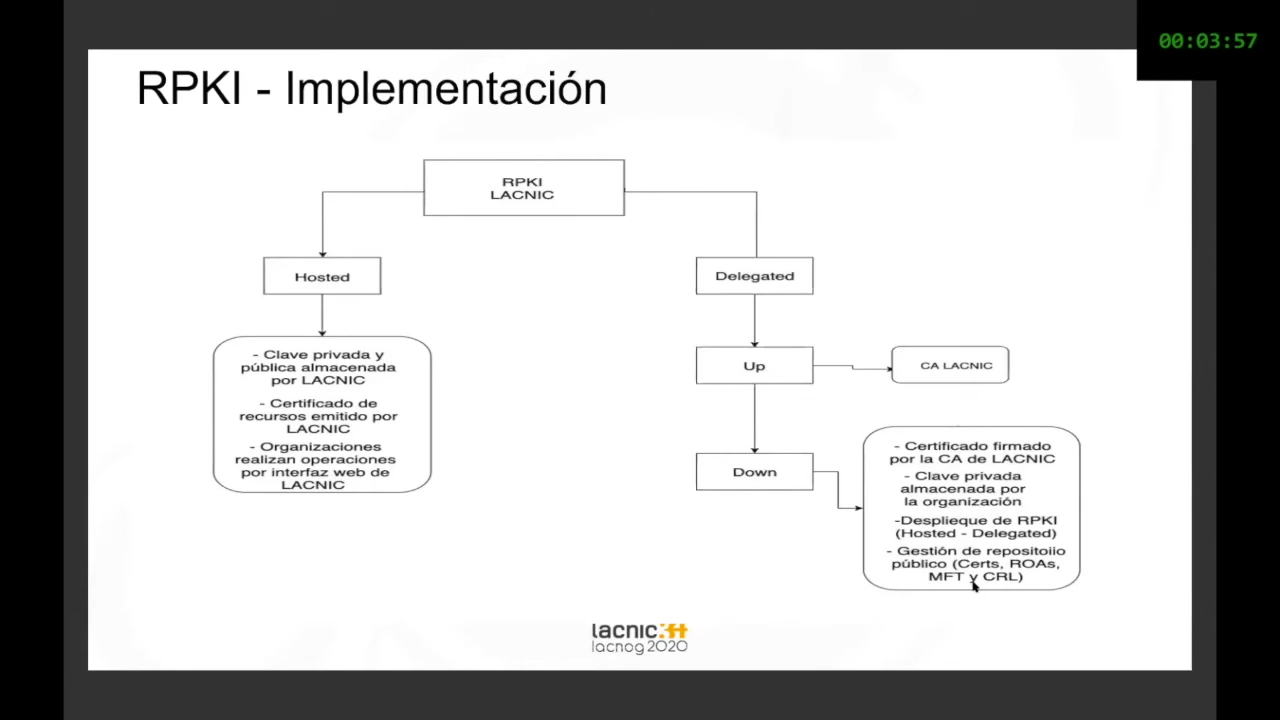 00:03:57
RPKI - Implementación
RPKI
LACNIC
Hosted
Delegated
- Clave privada y
pública almacenada
por LACNIC
- Certificado de
recursos emitido por
LACNIC
- Organizaciones
realizan operaciones
por interfaz web de
LACNIC
Up
CA LACNIC
Down
- Certificado firmado
por la CA de LACNIC
- Clave privada
almacenada por
la organización
-Desplieque de RPKI
(Hosted - Delegated)
- Gestión de repositoiio
público (Certs, ROAs,
MFT y CRL)
lacnic34
lacnog 2020